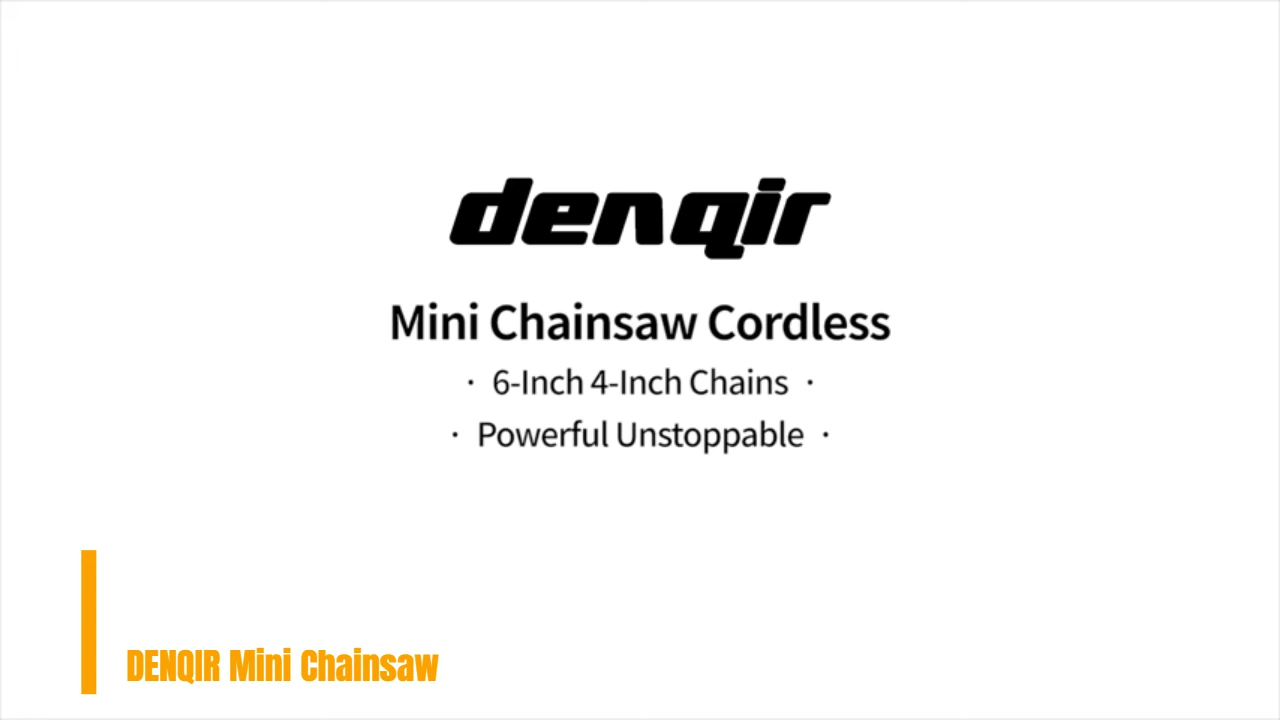 denqir
Mini Chainsaw Cordless
· 6-Inch 4-Inch Chains ·
· Powerful Unstoppable ·
DENQIR Mini Chainsaw